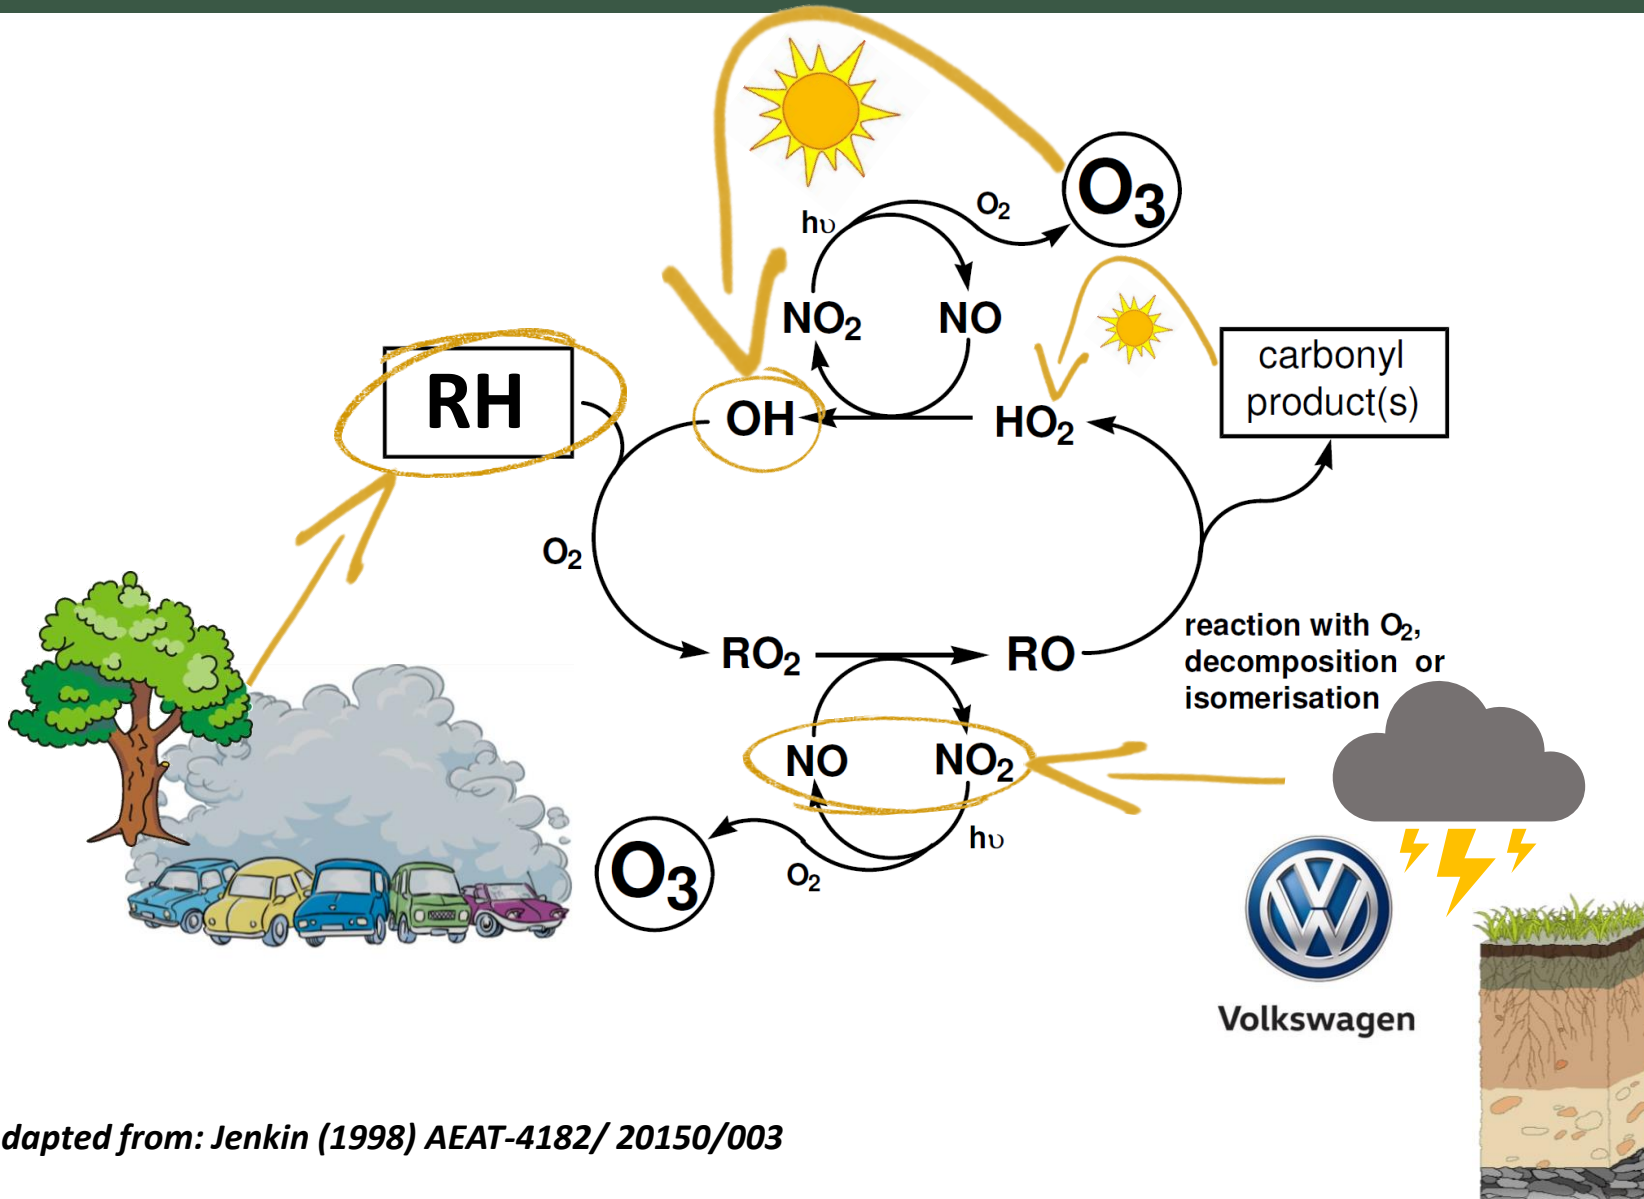 O₃
O₂
hυ
NO₂
NO
RH
OH
HO₂
carbonyl
product(s)
O₂
RO₂
RO
reaction with O₂,
decomposition or
isomerisation
NO
NO₂
hυ
O₂
O₃
Volkswagen
dapted from: Jenkin (1998) AEAT-4182/ 20150/003